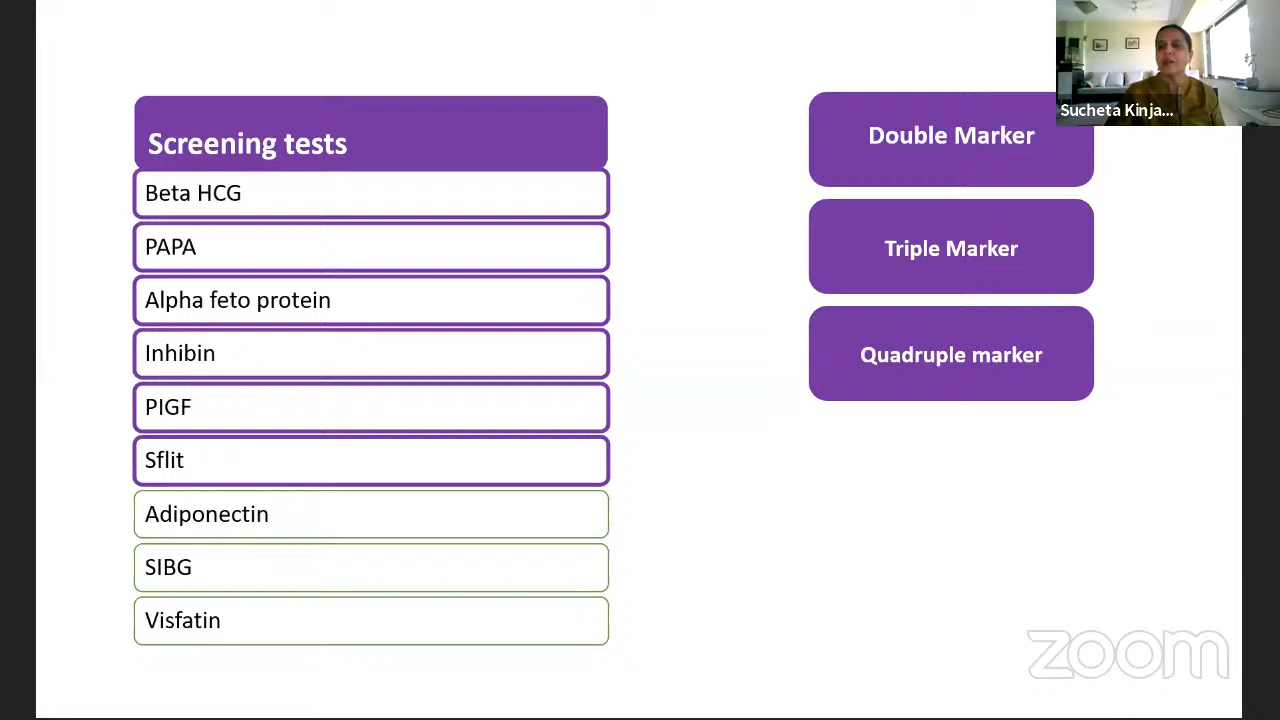 Screening tests
Beta HCG
PAPA
Alpha feto protein
Inhibin
PIGF
Sflit
Adiponectin
SIBG
Visfatin
Double Marker
Triple Marker
Quadruple marker
Sucheta Kinja...
zoom